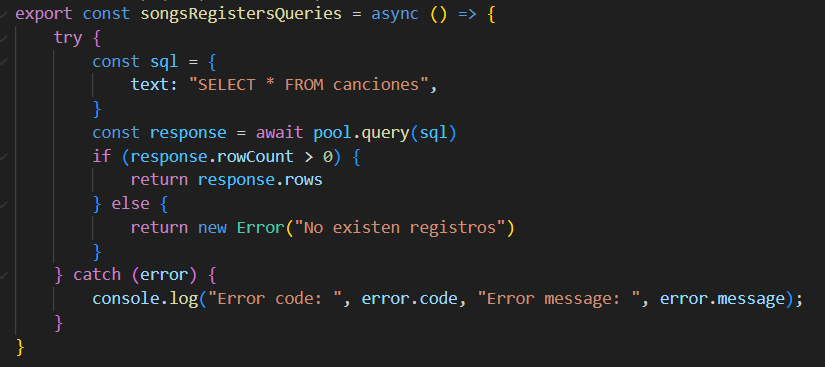 export const songsRegistersQueries = async () => {
    try {
        const sql = {
            text: "SELECT * FROM canciones",
        }
        const response = await pool.query(sql)
        if (response.rowCount > 0) {
            return response.rows
        } else {
            return new Error("No existen registros")
        }
    } catch (error) {
        console.log("Error code: ", error.code, "Error message: ", error.message);
    }
}